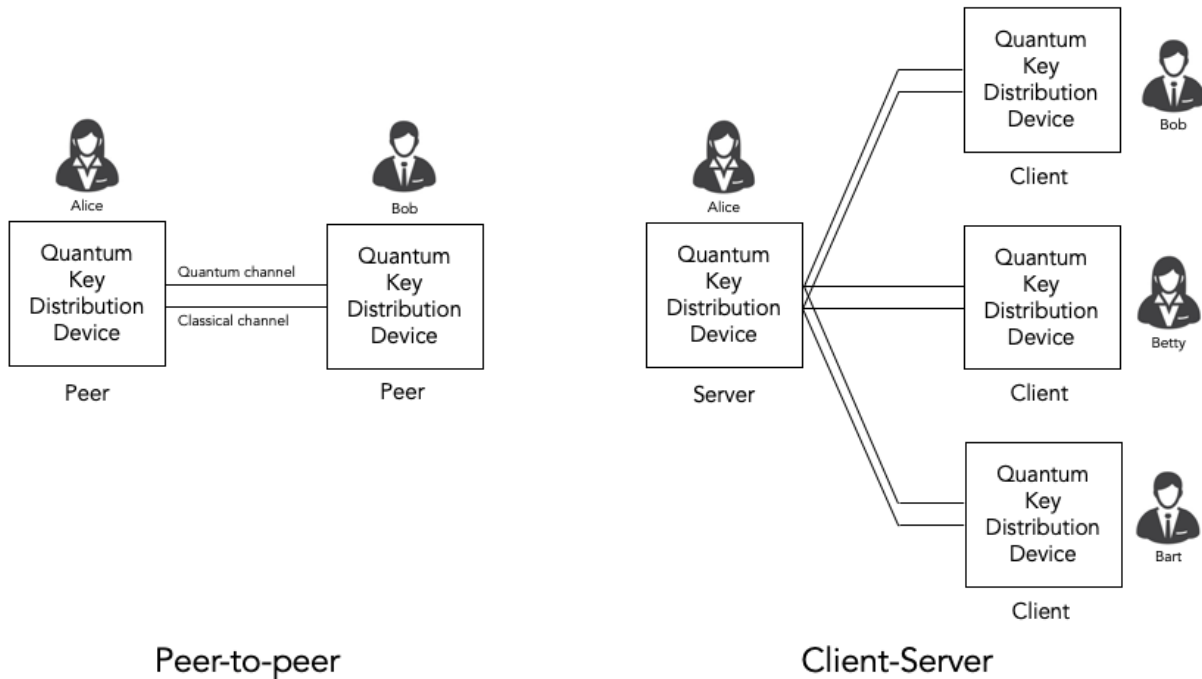 Alice
Quantum
Key
Distribution
Device
Peer
Quantum channel
Classical channel
Bob
Quantum
Key
Distribution
Device
Peer
Peer-to-peer
Alice
Quantum
Key
Distribution
Device
Server
Quantum
Key
Distribution
Device
Client
Bob
Quantum
Key
Distribution
Device
Client
Betty
Quantum
Key
Distribution
Device
Client
Bart
Client-Server